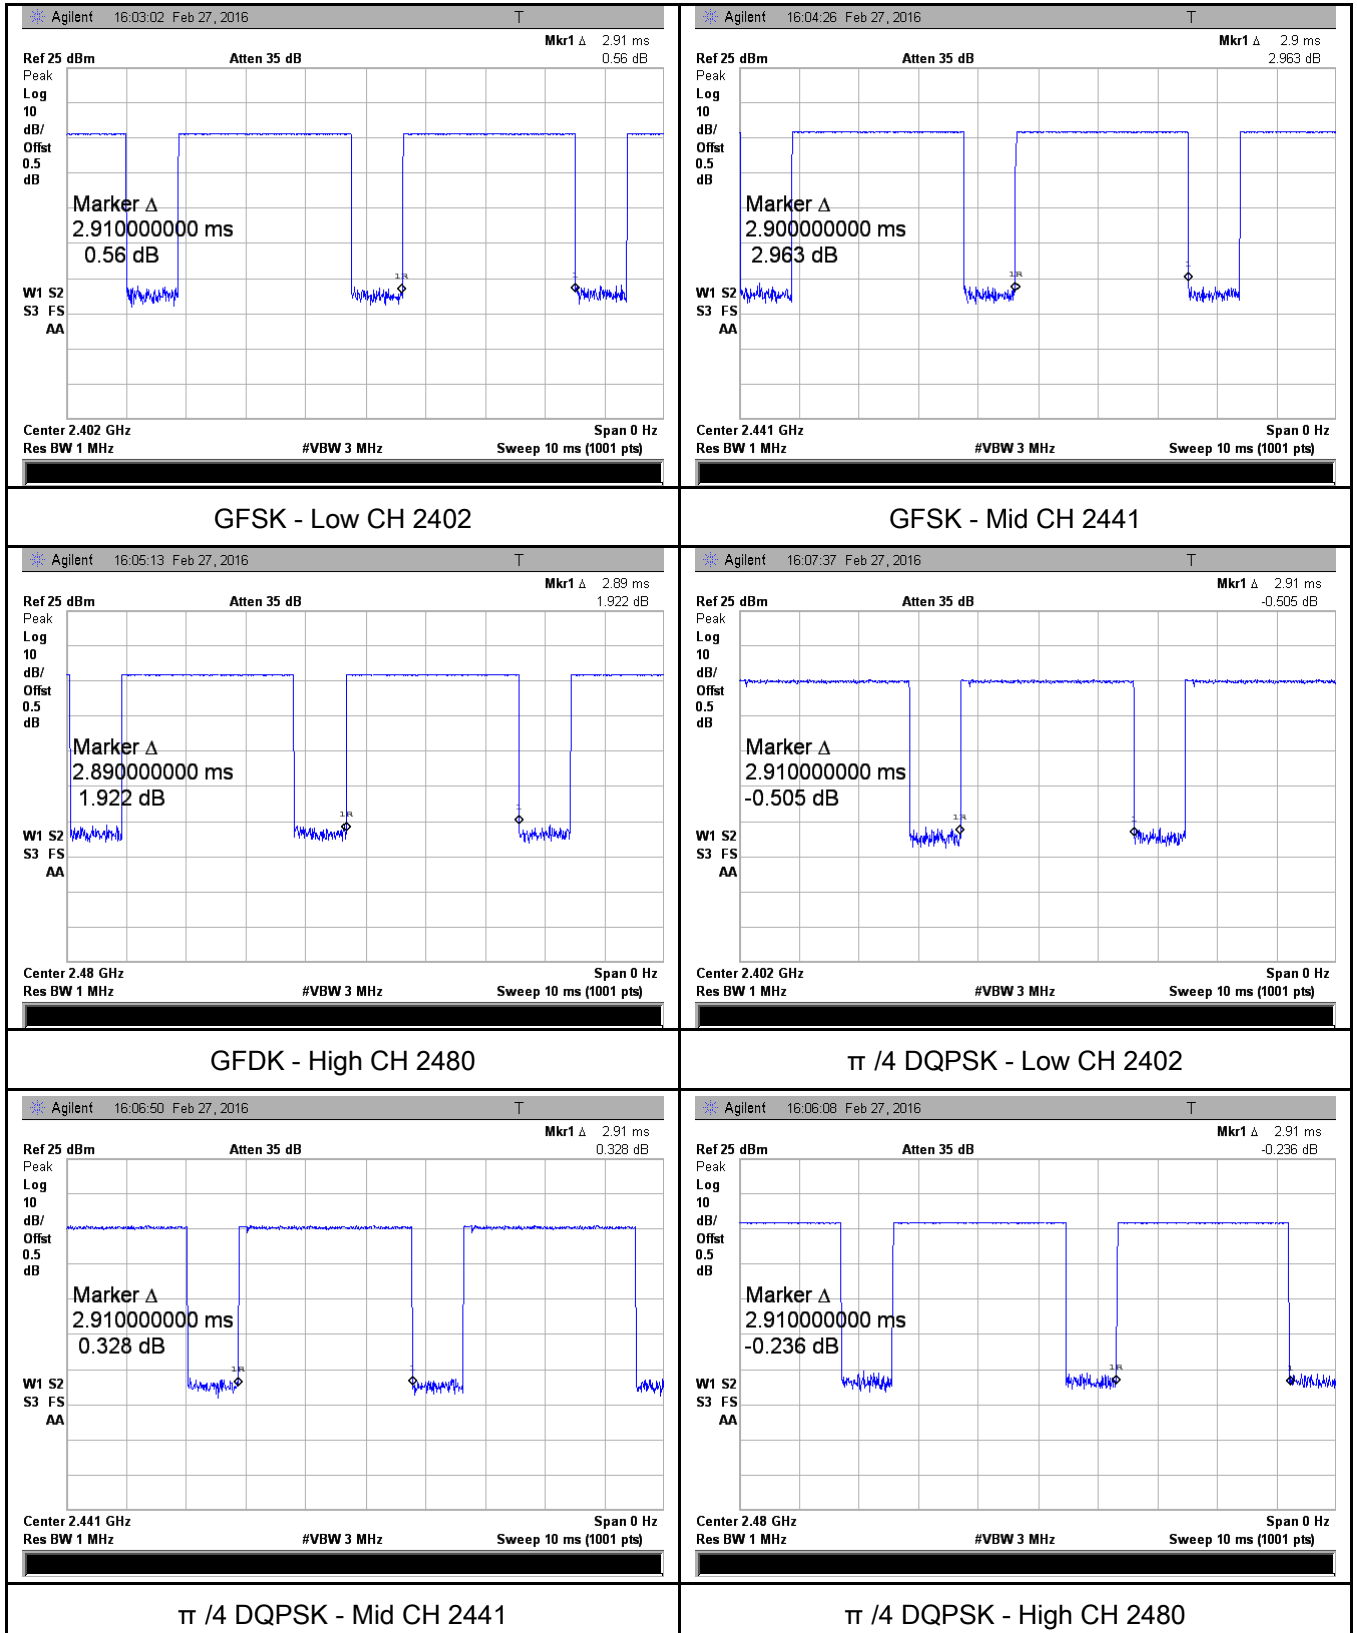 Agilent 16:03:02 Feb 27, 2016 T
Mkr1 Δ 2.91 ms
Ref 25 dBm Atten 35 dB 0.56 dB
Peak
Log
10
dB/
Offst
0.5
dB
Marker Δ
2.910000000 ms
0.56 dB
1R
1
W1 S2
S3 FS
AA
Center 2.402 GHz Span 0 Hz
Res BW 1 MHz #VBW 3 MHz Sweep 10 ms (1001 pts)
GFSK - Low CH 2402
Agilent 16:04:26 Feb 27, 2016 T
Mkr1 Δ 2.9 ms
Ref 25 dBm Atten 35 dB 2.963 dB
Peak
Log
10
dB/
Offst
0.5
dB
Marker Δ
2.900000000 ms
2.963 dB
1R
1
W1 S2
S3 FS
AA
Center 2.441 GHz Span 0 Hz
Res BW 1 MHz #VBW 3 MHz Sweep 10 ms (1001 pts)
GFSK - Mid CH 2441
Agilent 16:05:13 Feb 27, 2016 T
Mkr1 Δ 2.89 ms
Ref 25 dBm Atten 35 dB 1.922 dB
Peak
Log
10
dB/
Offst
0.5
dB
Marker Δ
2.890000000 ms
1.922 dB
1R
1
W1 S2
S3 FS
AA
Center 2.48 GHz Span 0 Hz
Res BW 1 MHz #VBW 3 MHz Sweep 10 ms (1001 pts)
GFDK - High CH 2480
Agilent 16:07:37 Feb 27, 2016 T
Mkr1 Δ 2.91 ms
Ref 25 dBm Atten 35 dB -0.505 dB
Peak
Log
10
dB/
Offst
0.5
dB
Marker Δ
2.910000000 ms
-0.505 dB
1R
1
W1 S2
S3 FS
AA
Center 2.402 GHz Span 0 Hz
Res BW 1 MHz #VBW 3 MHz Sweep 10 ms (1001 pts)
π /4 DQPSK - Low CH 2402
Agilent 16:06:50 Feb 27, 2016 T
Mkr1 Δ 2.91 ms
Ref 25 dBm Atten 35 dB 0.328 dB
Peak
Log
10
dB/
Offst
0.5
dB
Marker Δ
2.910000000 ms
0.328 dB
1R
1
W1 S2
S3 FS
AA
Center 2.441 GHz Span 0 Hz
Res BW 1 MHz #VBW 3 MHz Sweep 10 ms (1001 pts)
π /4 DQPSK - Mid CH 2441
Agilent 16:06:08 Feb 27, 2016 T
Mkr1 Δ 2.91 ms
Ref 25 dBm Atten 35 dB -0.236 dB
Peak
Log
10
dB/
Offst
0.5
dB
Marker Δ
2.910000000 ms
-0.236 dB
1R
1
W1 S2
S3 FS
AA
Center 2.48 GHz Span 0 Hz
Res BW 1 MHz #VBW 3 MHz Sweep 10 ms (1001 pts)
π /4 DQPSK - High CH 2480